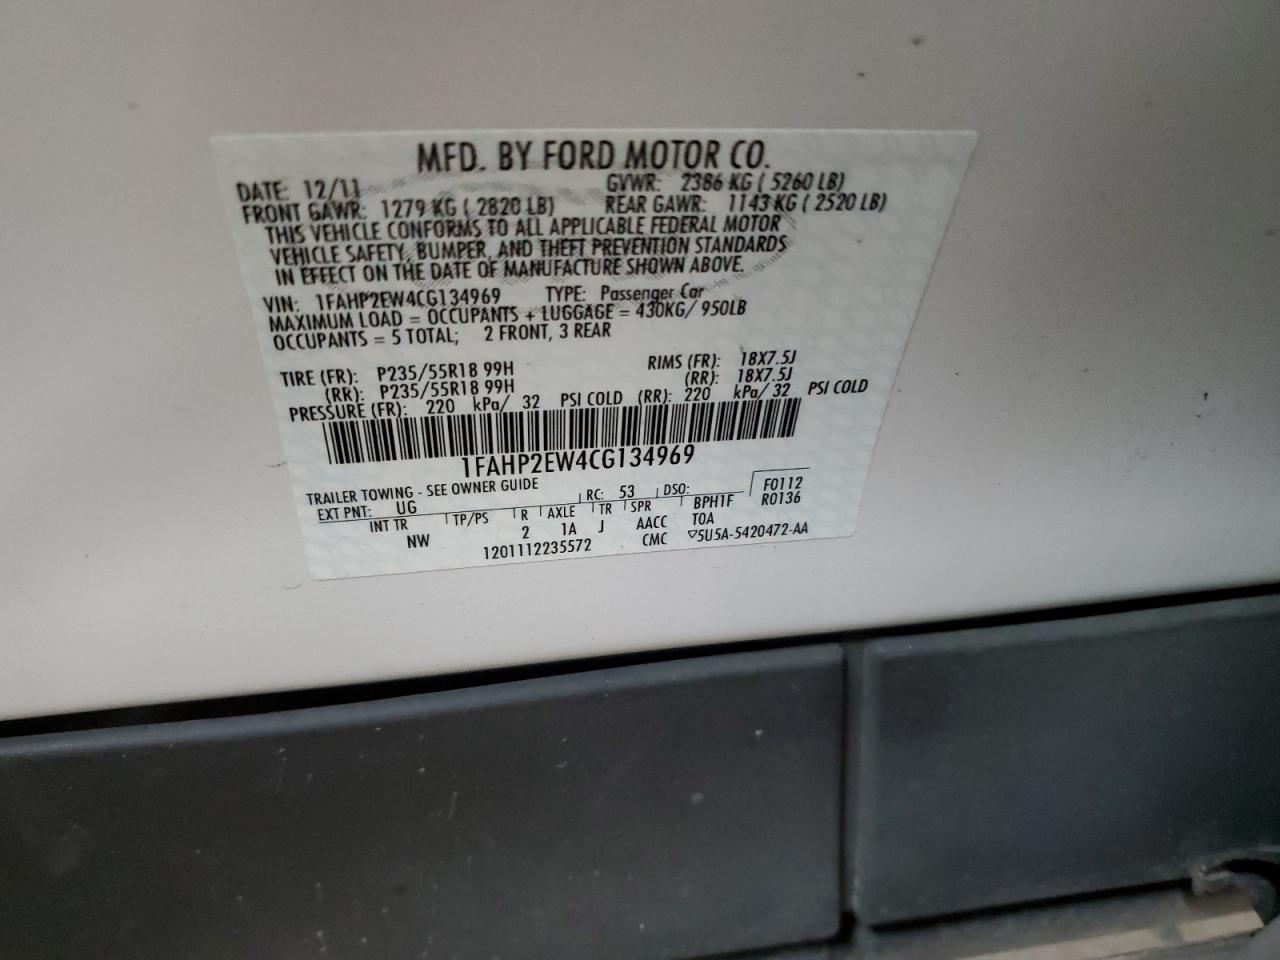 MFD. BY FORD MOTOR CO.
DATE: 12/11 GVWR: 2386 KG ( 5260 LB)
FRONT GAWR: 1279 KG ( 2820 LB) REAR GAWR: 1143 KG ( 2520 LB)
THIS VEHICLE CONFORMS TO ALL APPLICABLE FEDERAL MOTOR
VEHICLE SAFETY, BUMPER, AND THEFT PREVENTION STANDARDS
IN EFFECT ON THE DATE OF MANUFACTURE SHOWN ABOVE.
VIN: 1FAHP2EW4CG134969 TYPE: Passenger Car
MAXIMUM LOAD = OCCUPANTS + LUGGAGE = 430KG/ 950LB
OCCUPANTS = 5 TOTAL; 2 FRONT, 3 REAR
TIRE (FR): P235/55R18 99H RIMS (FR): 18X7.5J
(RR): P235/55R18 99H (RR): 18X7.5J
PRESSURE (FR): 220 kPa/ 32 PSI COLD (RR): 220 kPa/ 32 PSI COLD
1FAHP2EW4CG134969
TRAILER TOWING - SEE OWNER GUIDE
EXT PNT: UG RC: 53 DSO: F0112
R0136
INT TR TP/PS R AXLE TR SPR BPH1F
NW 2 1A J AACC TOA
1201112235572 CMC ▽5U5A-5420472-AA